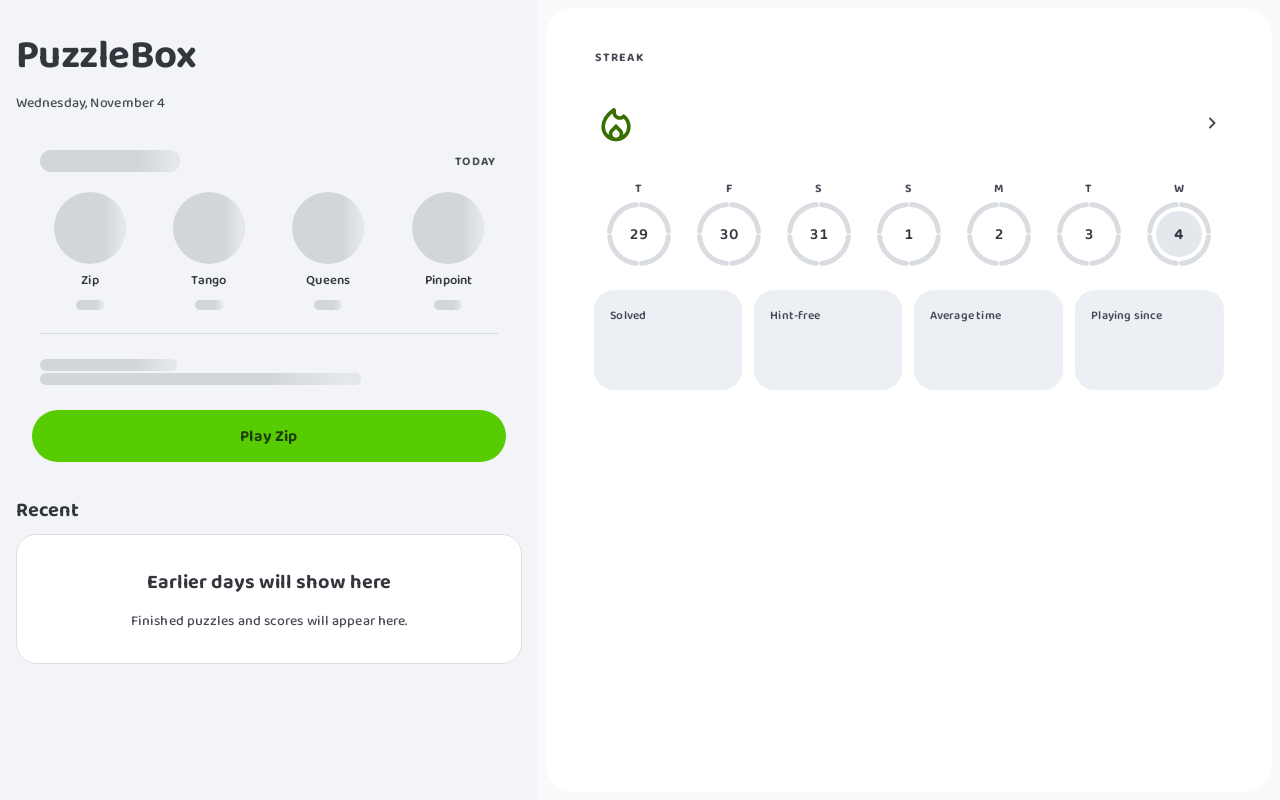 PuzzleBox
Wednesday, November 4
TODAY
Zip Tango Queens Pinpoint
Play Zip
Recent
Earlier days will show here
Finished puzzles and scores will appear here.
STREAK
T F S S M T W
29 30 31 1 2 3 4
Solved Hint-free Average time Playing since